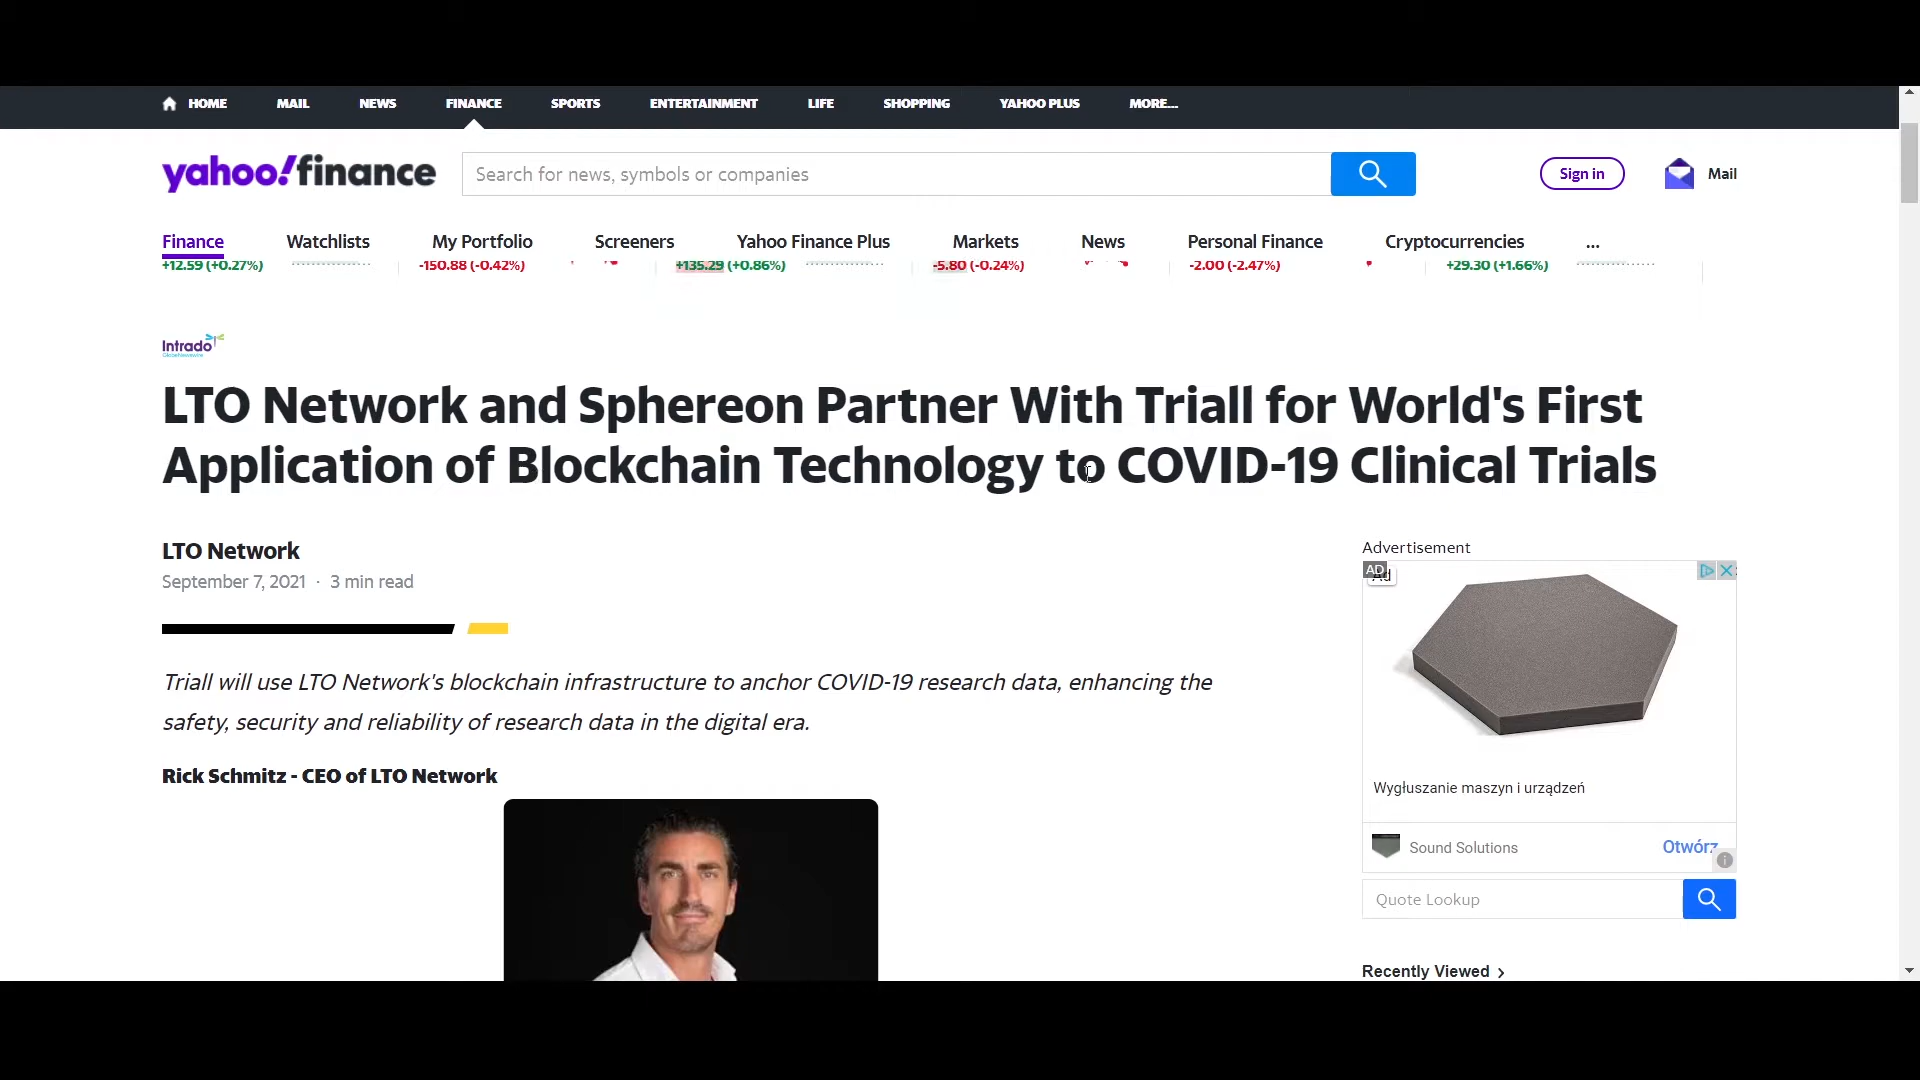 HOME MAIL NEWS FINANCE SPORTS ENTERTAINMENT LIFE SHOPPING YAHOO PLUS MORE...
yahoo!finance Search for news, symbols or companies Sign in Mail
Finance Watchlists My Portfolio Screeners Yahoo Finance Plus Markets News Personal Finance Cryptocurrencies ...
+12.59 (+0.27%) -150.88 (-0.42%) +135.29 (+0.86%) -5.80 (-0.24%) -2.00 (-2.47%) +29.30 (+1.66%)
Intrado
GlobeNewswire
LTO Network and Sphereon Partner With Triall for World's First
Application of Blockchain Technology to COVID-19 Clinical Trials
LTO Network
September 7, 2021 · 3 min read
Triall will use LTO Network's blockchain infrastructure to anchor COVID-19 research data, enhancing the
safety, security and reliability of research data in the digital era.
Rick Schmitz - CEO of LTO Network
Advertisement
AD
Ad
Wygłuszanie maszyn i urządzeń
Sound Solutions Otwórz
Quote Lookup
Recently Viewed >